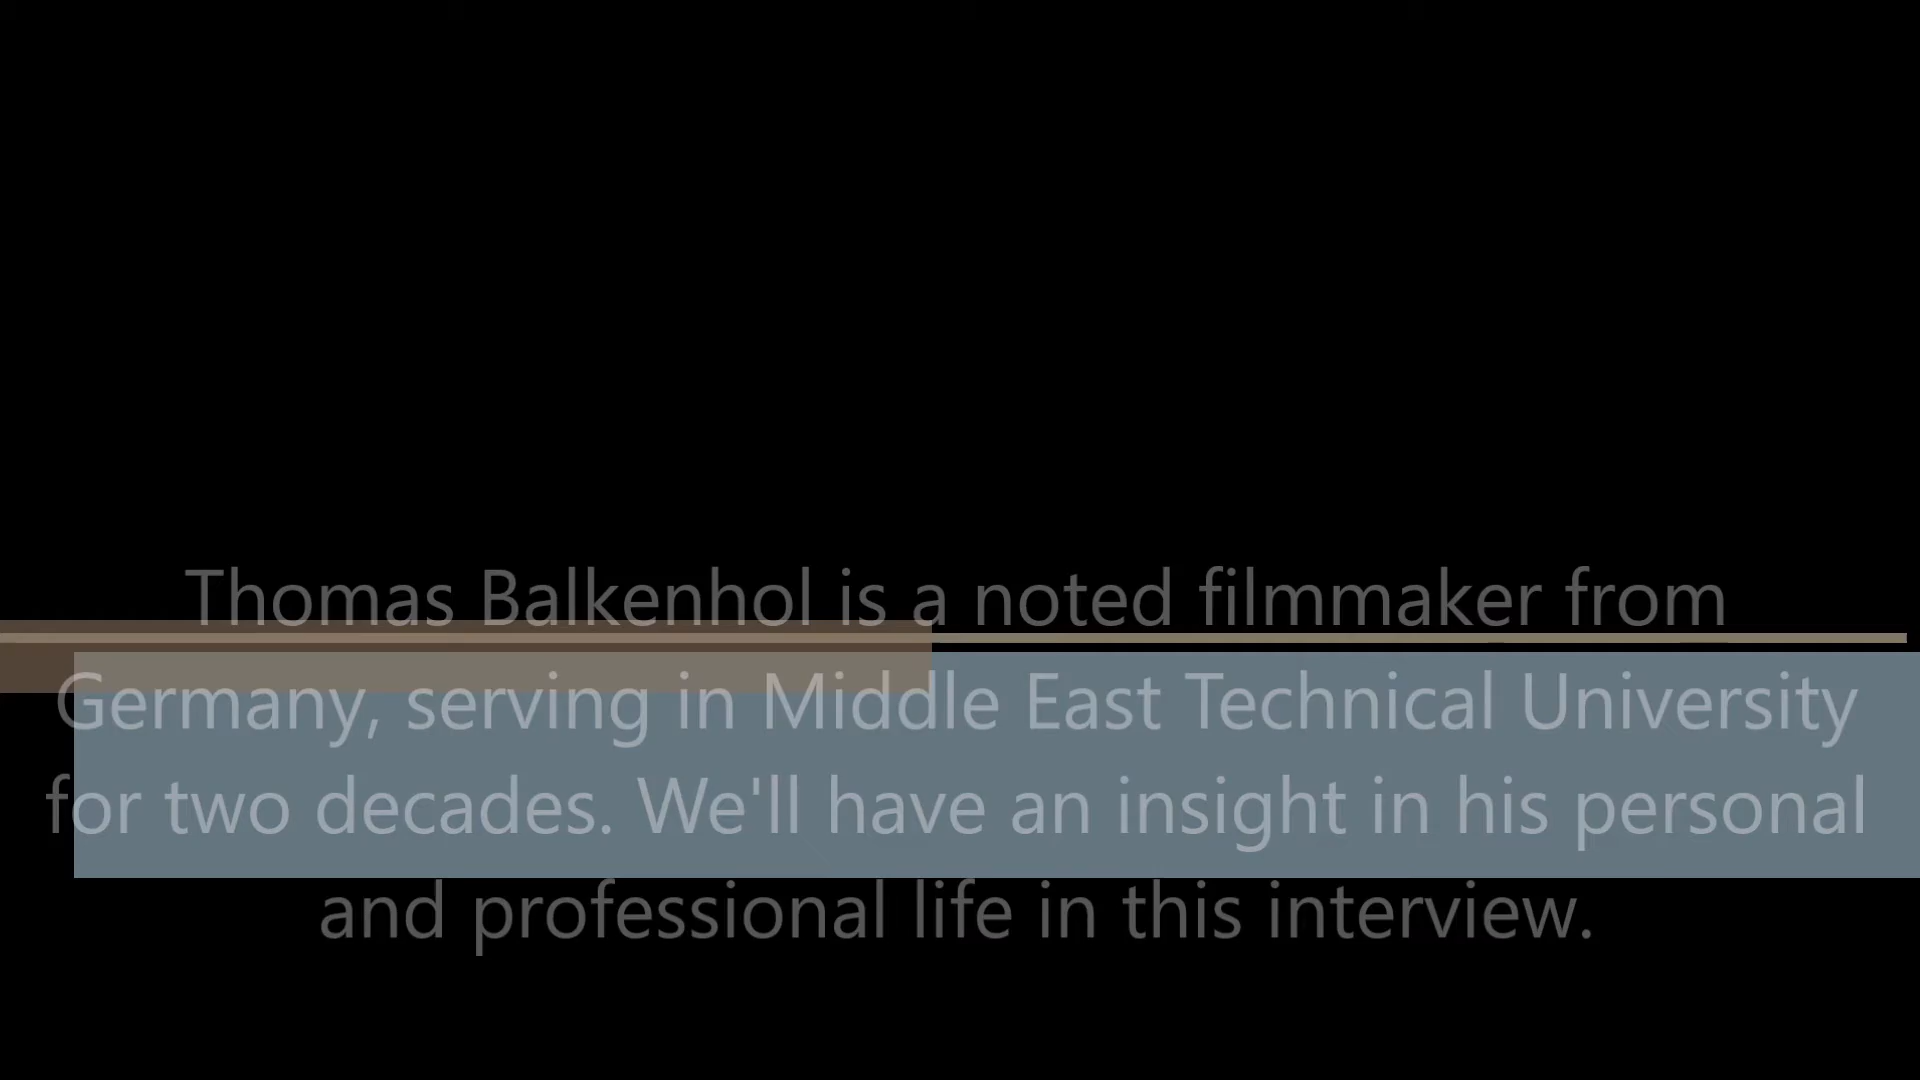 Thomas Balkenhol is a noted filmmaker from
Germany, serving in Middle East Technical University
for two decades. We'll have an insight in his personal
and professional life in this interview.